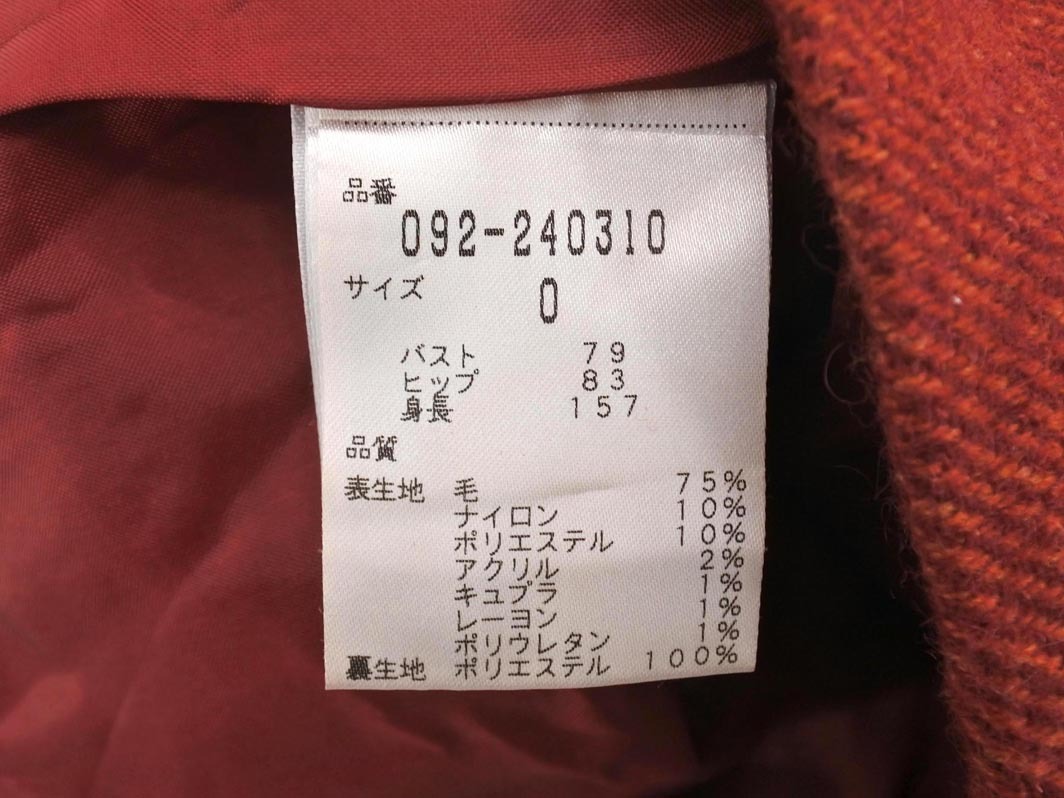 品番
092-240310
サイズ 0
バスト 79
ヒップ 83
身長 157
品質
表生地 毛 75%
ナイロン 10%
ポリエステル 10%
アクリル 2%
キュプラ 1%
レーヨン 1%
ポリウレタン 1%
裏生地 ポリエステル 100%